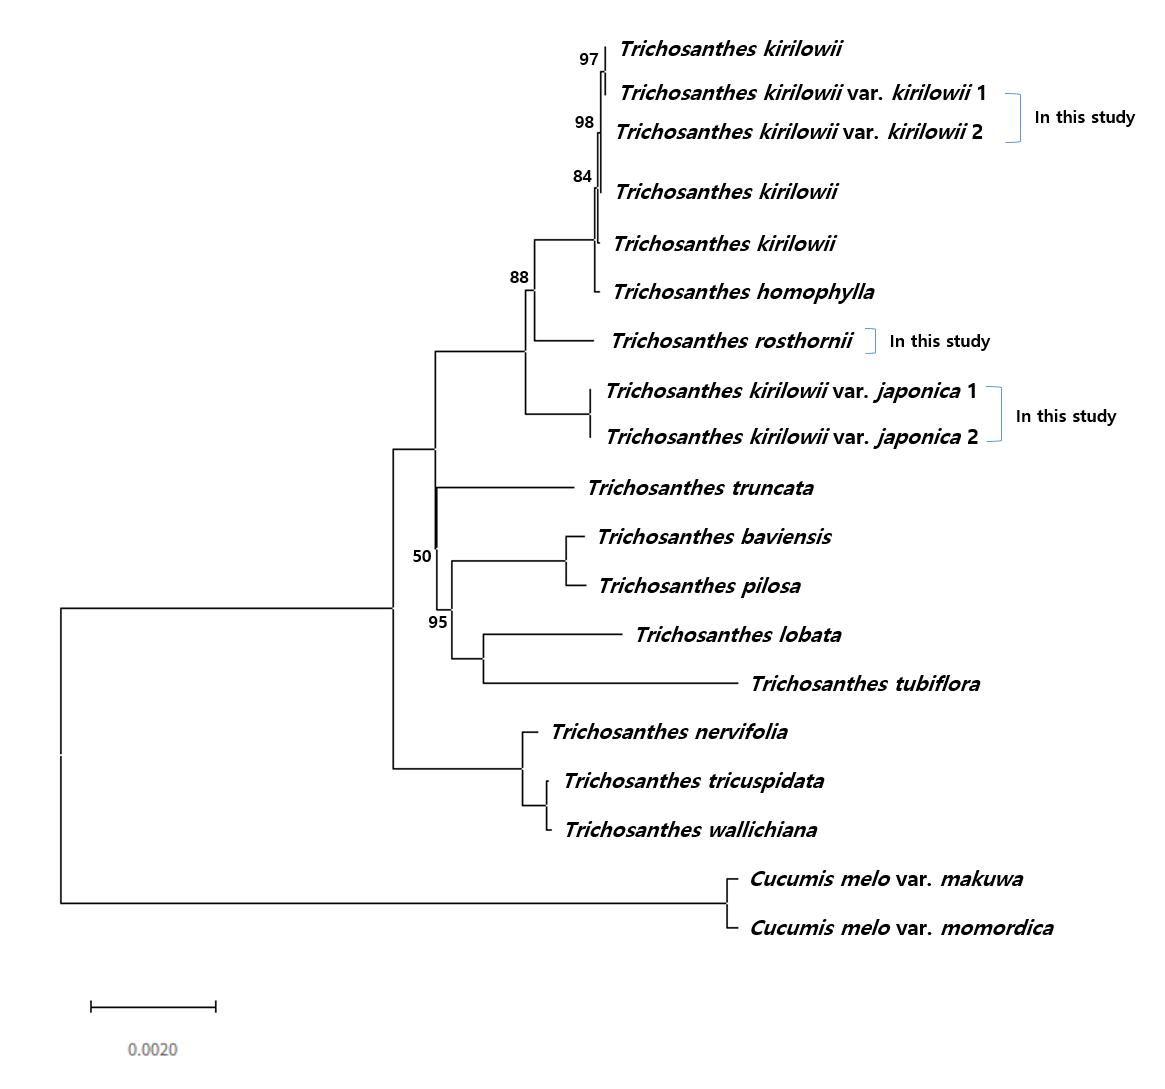 97
Trichosanthes kirilowii
Trichosanthes kirilowii var. kirilowii 1
In this study
98
Trichosanthes kirilowii var. kirilowii 2
84
Trichosanthes kirilowii
Trichosanthes kirilowii
88
Trichosanthes homophylla
Trichosanthes rosthornii
In this study
Trichosanthes kirilowii var. japonica 1
In this study
Trichosanthes kirilowii var. japonica 2
Trichosanthes truncata
Trichosanthes baviensis
50
Trichosanthes pilosa
95
Trichosanthes lobata
Trichosanthes tubiflora
Trichosanthes nervifolia
Trichosanthes tricuspidata
Trichosanthes wallichiana
Cucumis melo var. makuwa
Cucumis melo var. momordica
0.0020